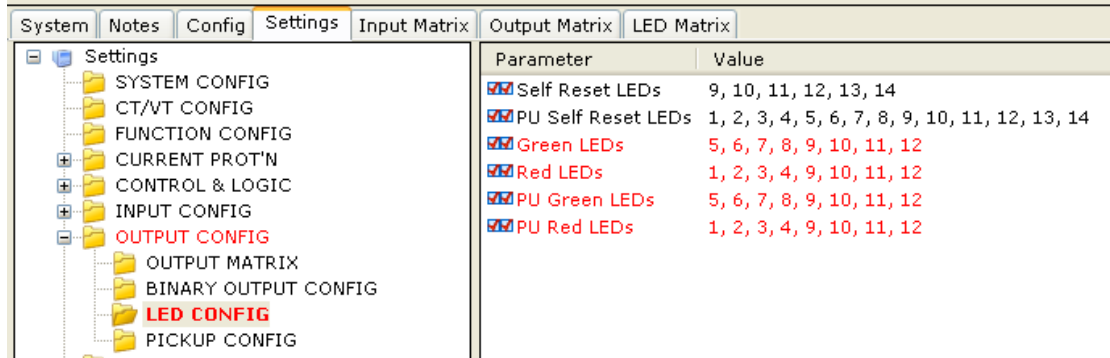 System Notes Config Settings Input Matrix Output Matrix LED Matrix
Settings
SYSTEM CONFIG
CT/VT CONFIG
FUNCTION CONFIG
CURRENT PROT'N
CONTROL & LOGIC
INPUT CONFIG
OUTPUT CONFIG
OUTPUT MATRIX
BINARY OUTPUT CONFIG
LED CONFIG
PICKUP CONFIG
Parameter Value
Self Reset LEDs 9, 10, 11, 12, 13, 14
PU Self Reset LEDs 1, 2, 3, 4, 5, 6, 7, 8, 9, 10, 11, 12, 13, 14
Green LEDs 5, 6, 7, 8, 9, 10, 11, 12
Red LEDs 1, 2, 3, 4, 9, 10, 11, 12
PU Green LEDs 5, 6, 7, 8, 9, 10, 11, 12
PU Red LEDs 1, 2, 3, 4, 9, 10, 11, 12